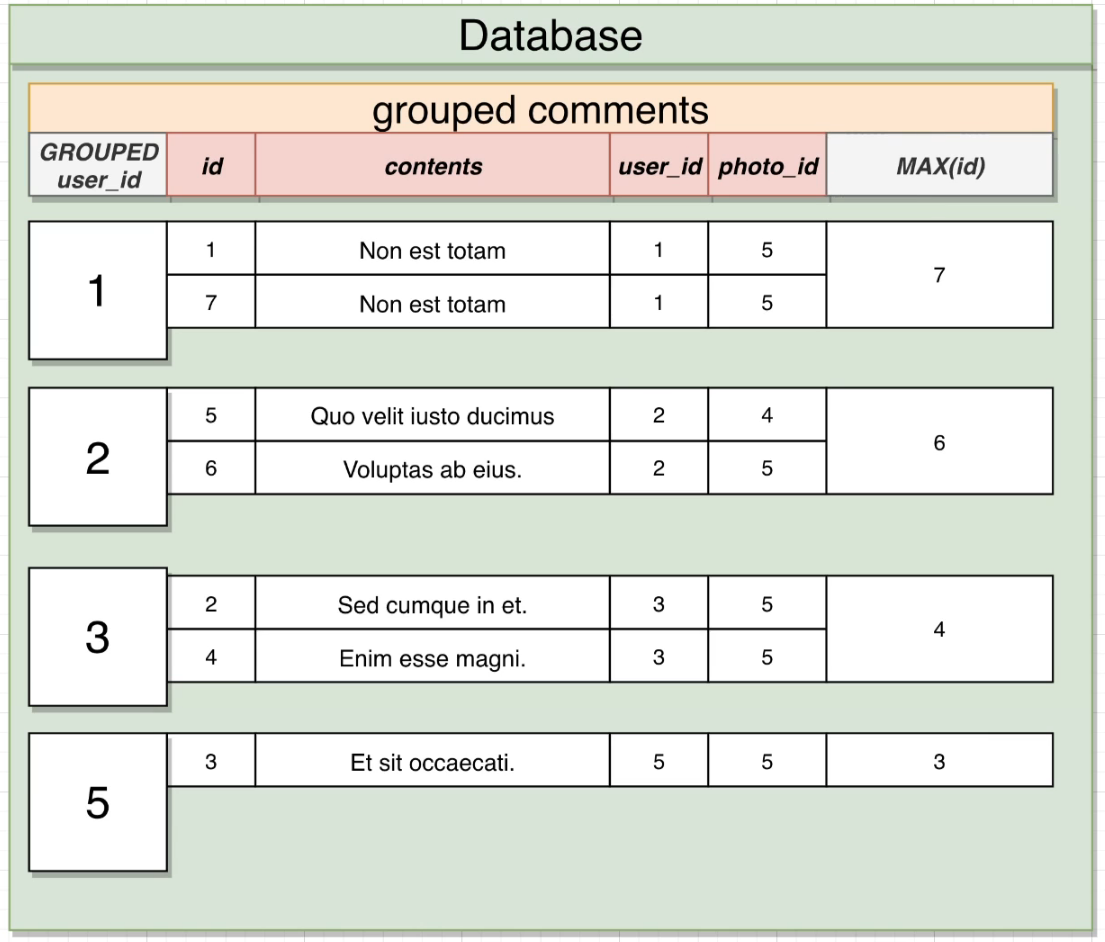 Database
grouped comments
GROUPED user_id id contents user_id photo_id MAX(id)
1 1 Non est totam 1 5 7
7 Non est totam 1 5
2 5 Quo velit iusto ducimus 2 4 6
6 Voluptas ab eius. 2 5
3 2 Sed cumque in et. 3 5 4
4 Enim esse magni. 3 5
5 3 Et sit occaecati. 5 5 3